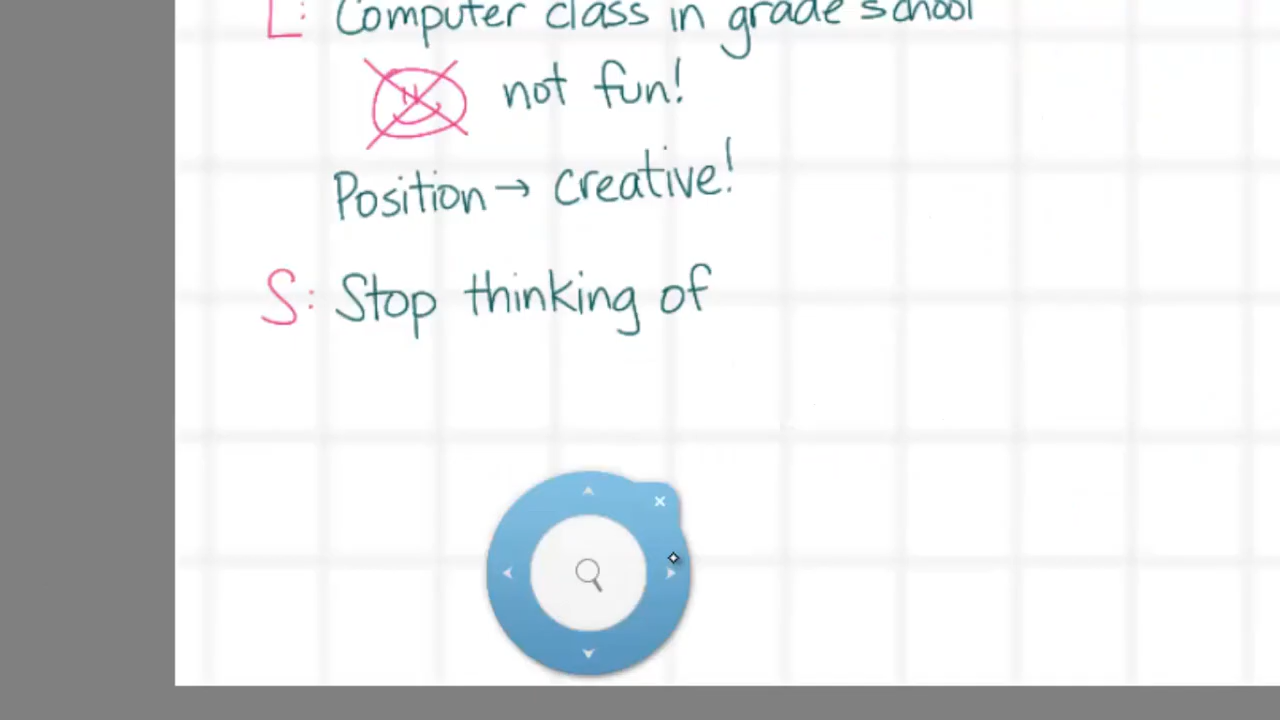 L: Computer class in grade school
not fun!
Position → creative!
S: Stop thinking of